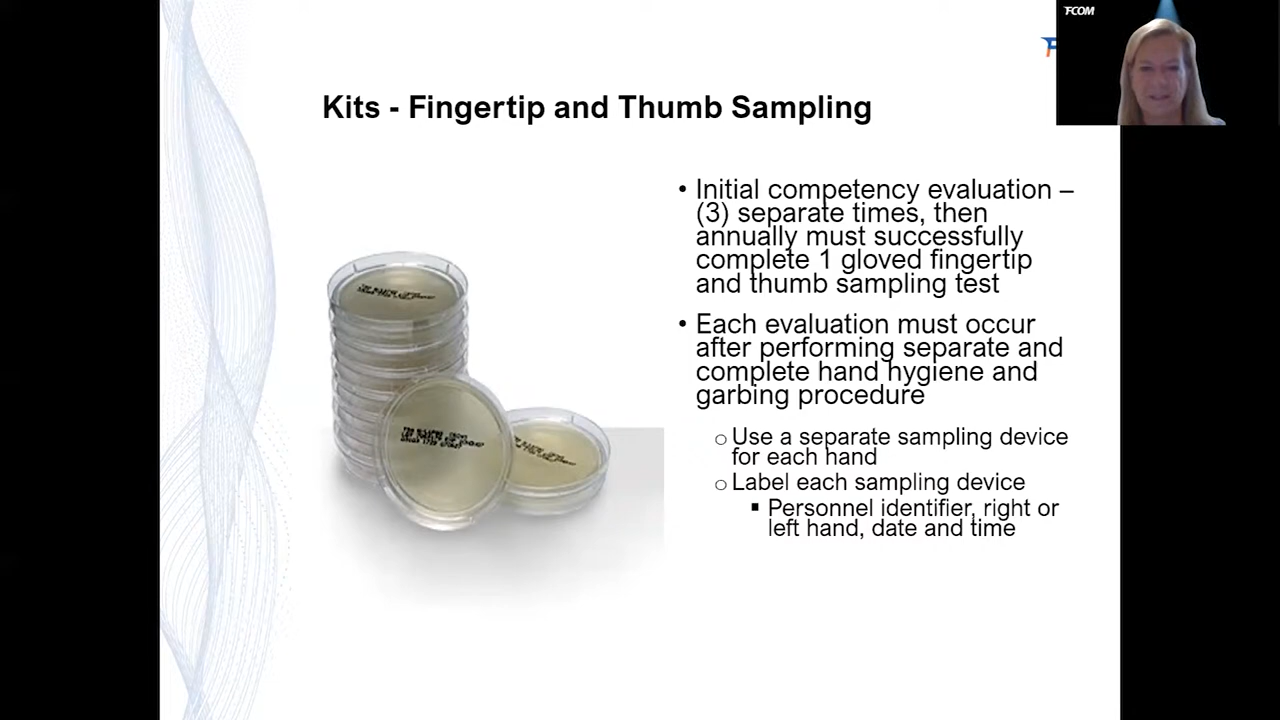 TFCOM
Kits - Fingertip and Thumb Sampling
• Initial competency evaluation –
(3) separate times, then
annually must successfully
complete 1 gloved fingertip
and thumb sampling test
• Each evaluation must occur
after performing separate and
complete hand hygiene and
garbing procedure
o Use a separate sampling device
for each hand
o Label each sampling device
▪ Personnel identifier, right or
left hand, date and time